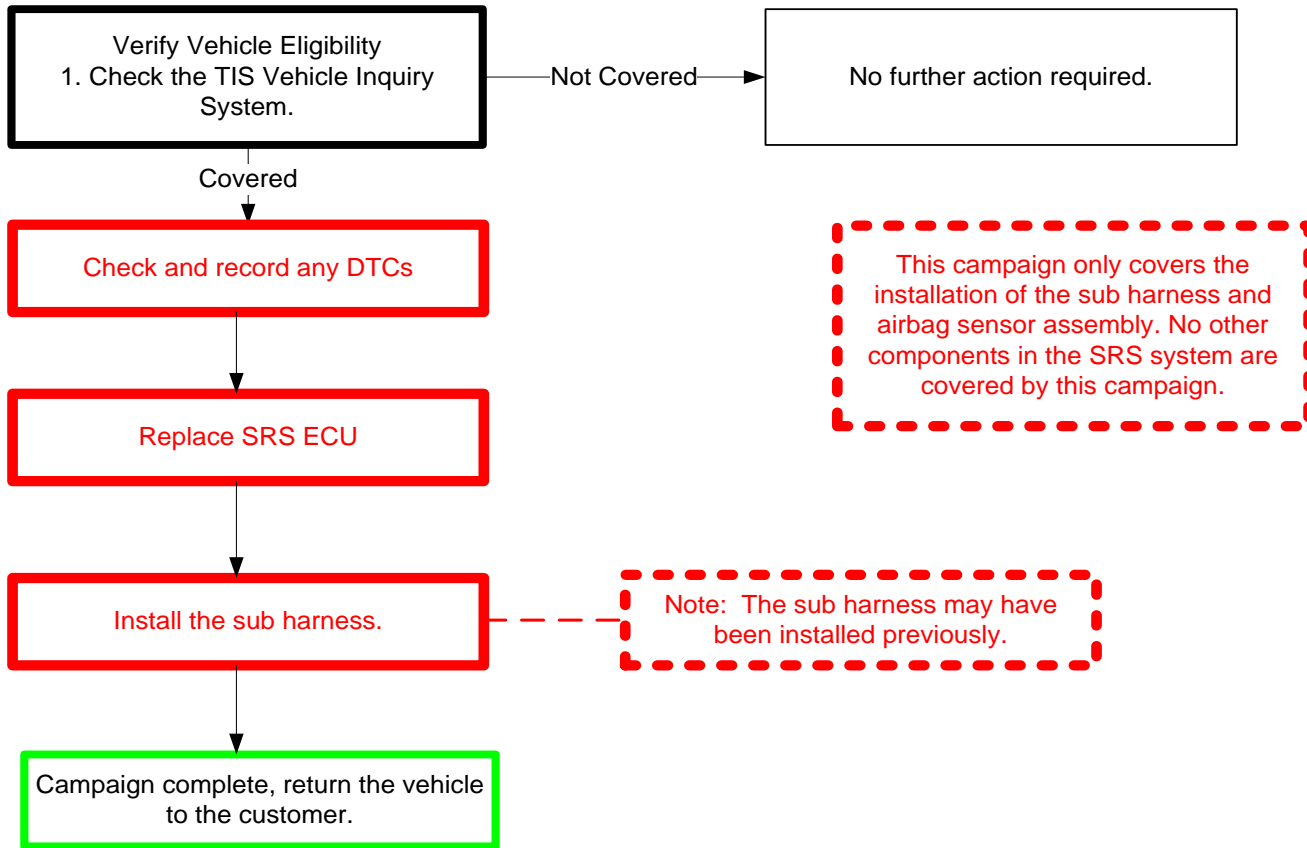 Verify Vehicle Eligibility
1. Check the TIS Vehicle Inquiry
System.
Not Covered
No further action required.
Covered
Check and record any DTCs
This campaign only covers the
installation of the sub harness and
airbag sensor assembly. No other
components in the SRS system are
covered by this campaign.
Replace SRS ECU
Install the sub harness.
Note:  The sub harness may have
been installed previously.
Campaign complete, return the vehicle
to the customer.